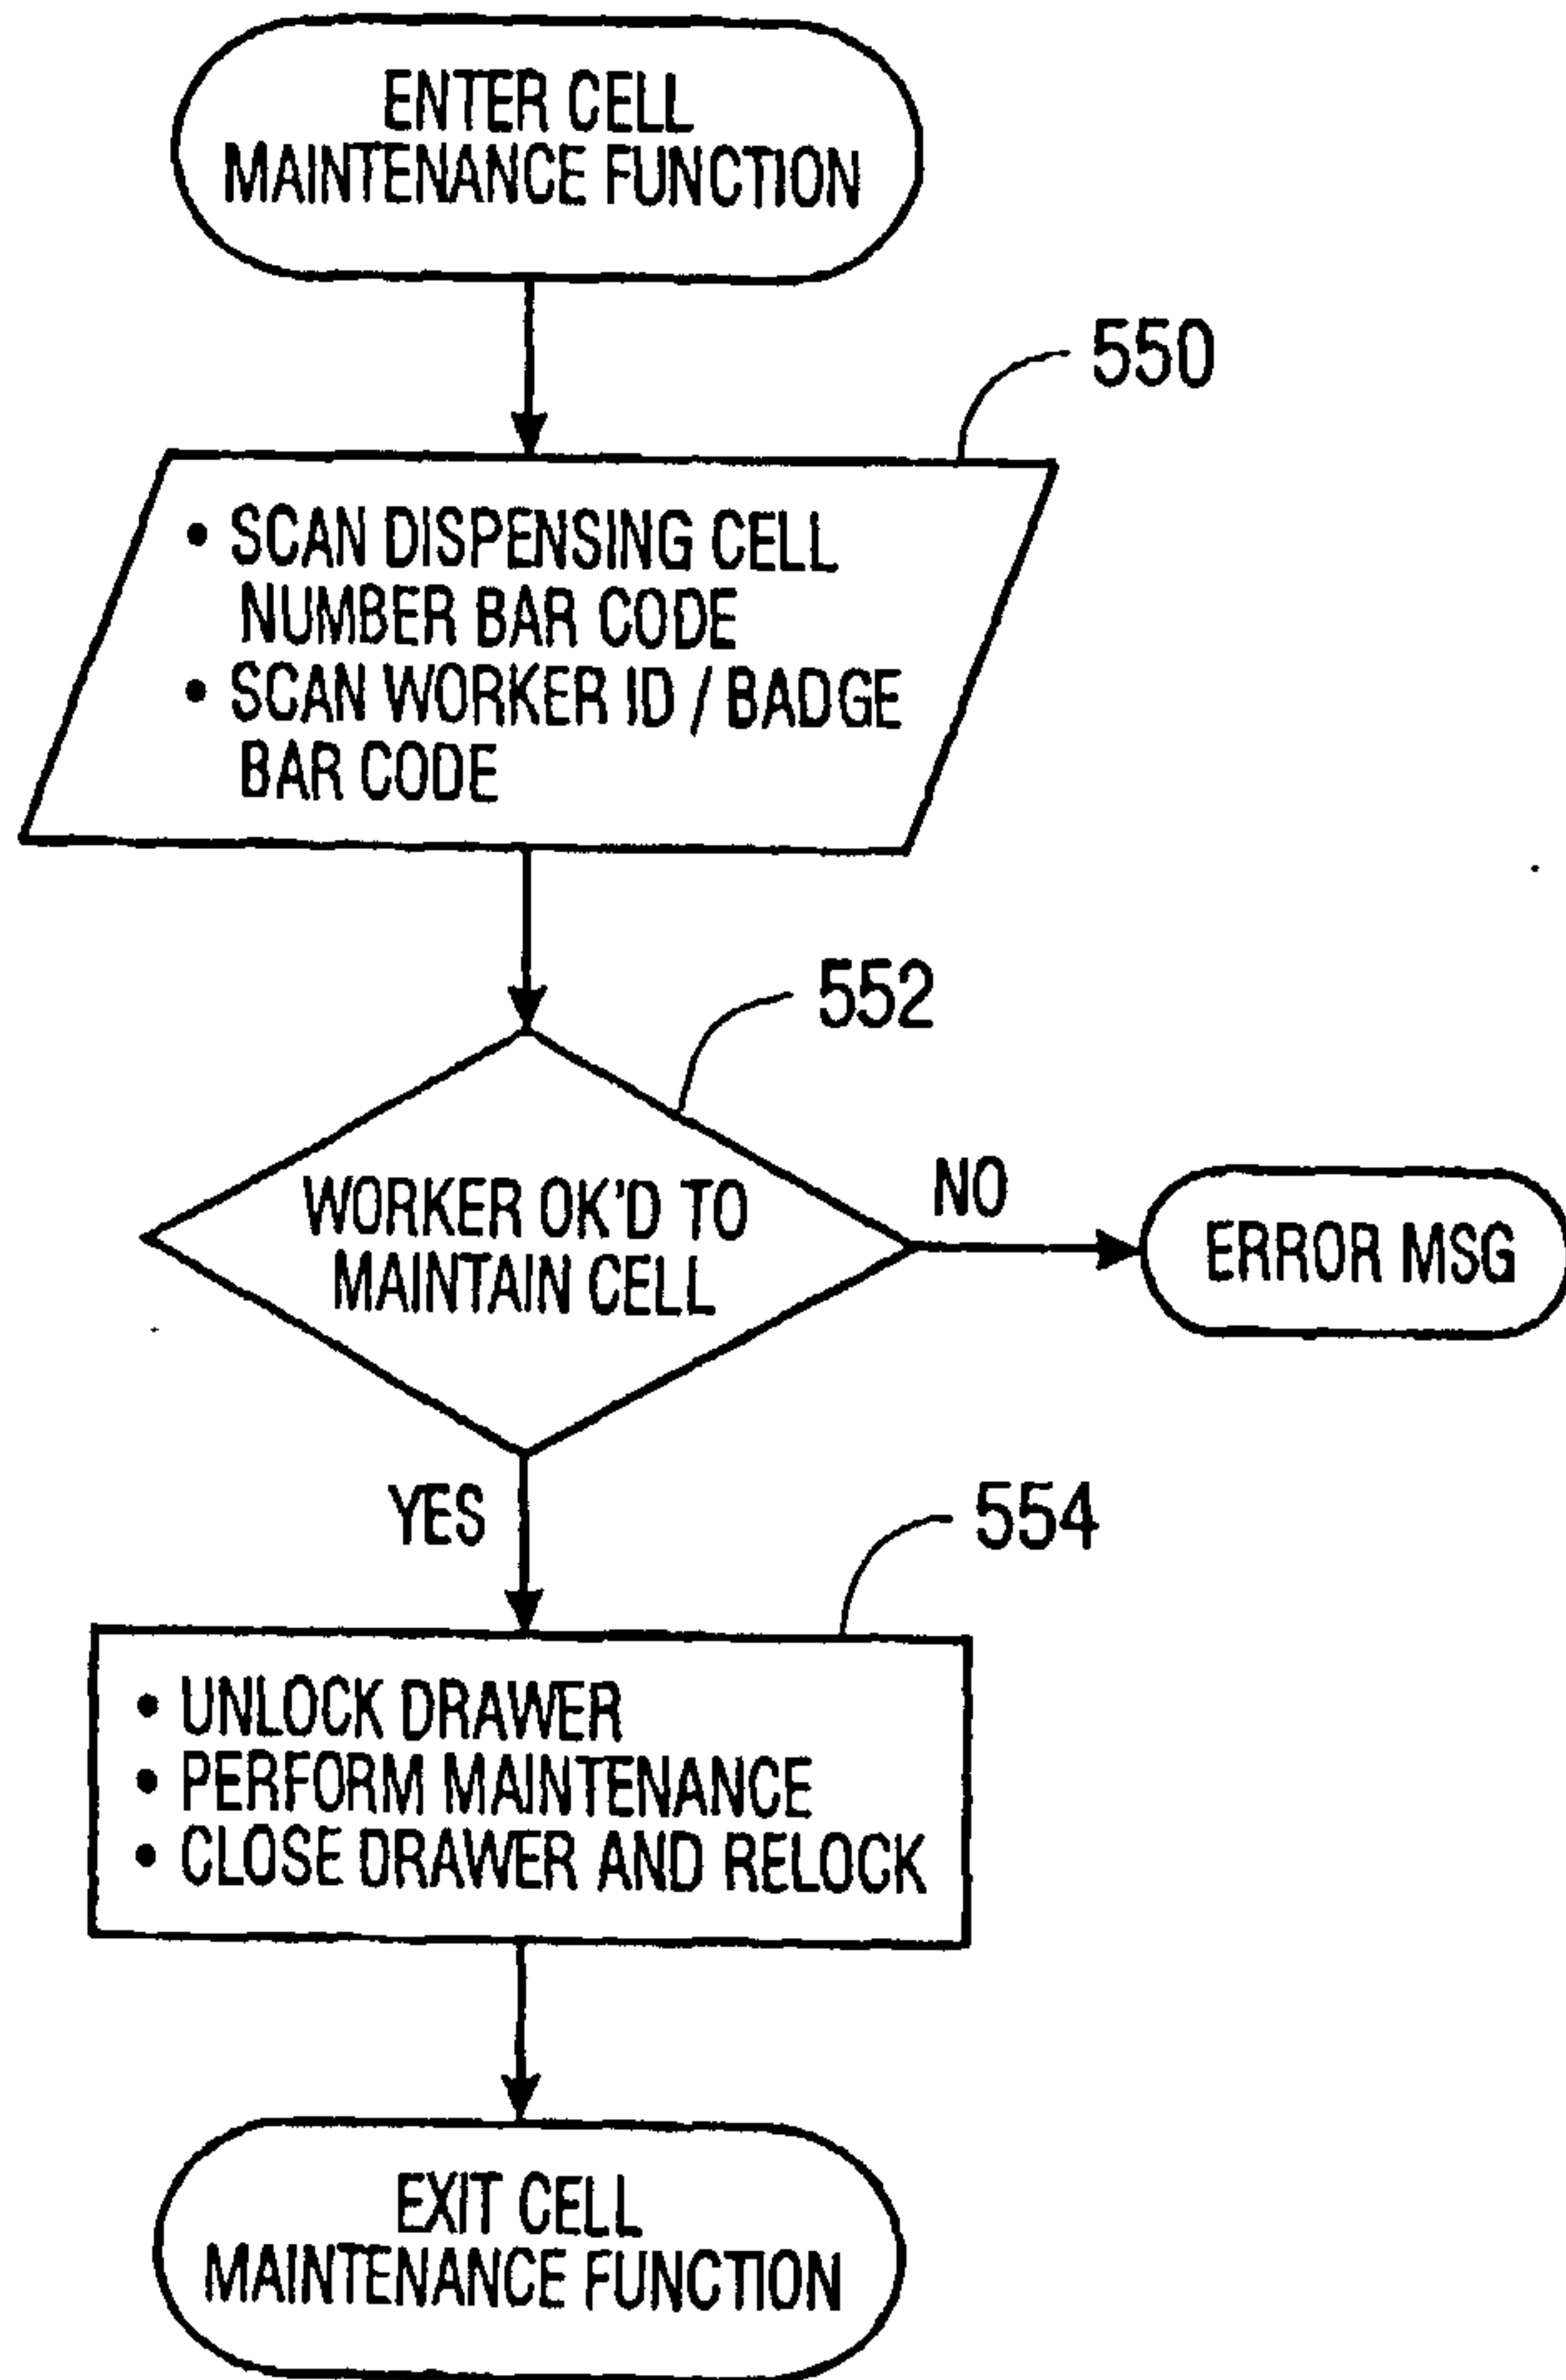 ENTER CELL
MAINTENANCE FUNCTION
550
• SCAN DISPENSING CELL
NUMBER BAR CODE
• SCAN WORKER ID / BADGE
BAR CODE
552
WORKER OK'D TO
MAINTAIN CELL
NO
ERROR MSG
YES
554
• UNLOCK DRAWER
• PERFORM MAINTENANCE
• CLOSE DRAWER AND RELOCK
EXIT CELL
MAINTENANCE FUNCTION